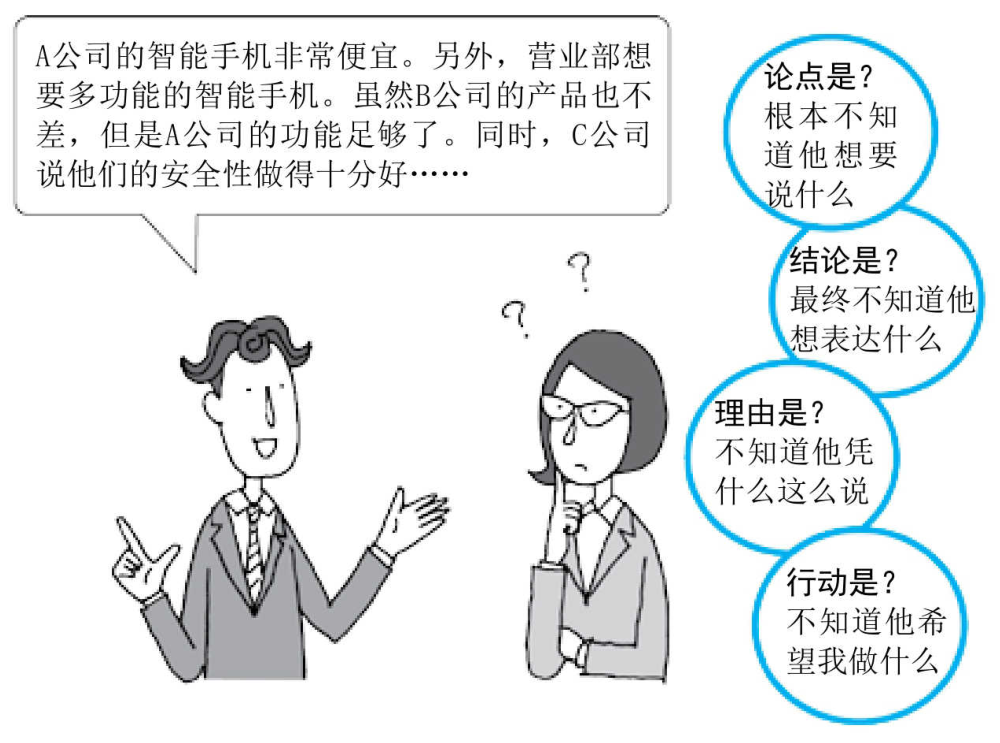 A公司的智能手机非常便宜。另外，营业部想
要多功能的智能手机。虽然B公司的产品也不
差，但是A公司的功能足够了。同时，C公司
说他们的安全性做得十分好……
?
?
论点是?
根本不知
道他想要
说什么
结论是?
最终不知道他
想表达什么
理由是?
不知道他凭
什么这么说
行动是?
不知道他希
望我做什么